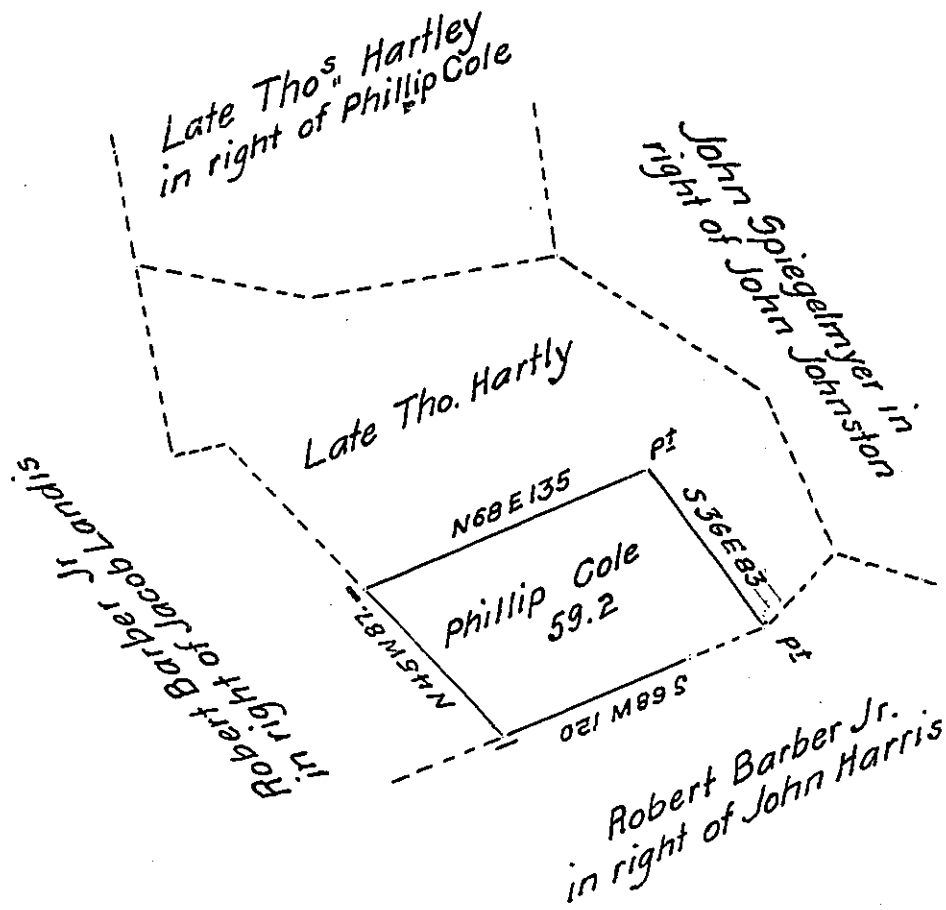 Late Tho.s Hartley
in right of Phillip Cole
John Spiegelmyer in
right of John Johnston
Late Tho. Hartly
pt
N68E135
S36E83
Phillip Cole
59.2
N45W87
S68W120
pt
Robert Barber Jr
in right of Jacob Landis
Robert Barber Jr.
in right of John Harris